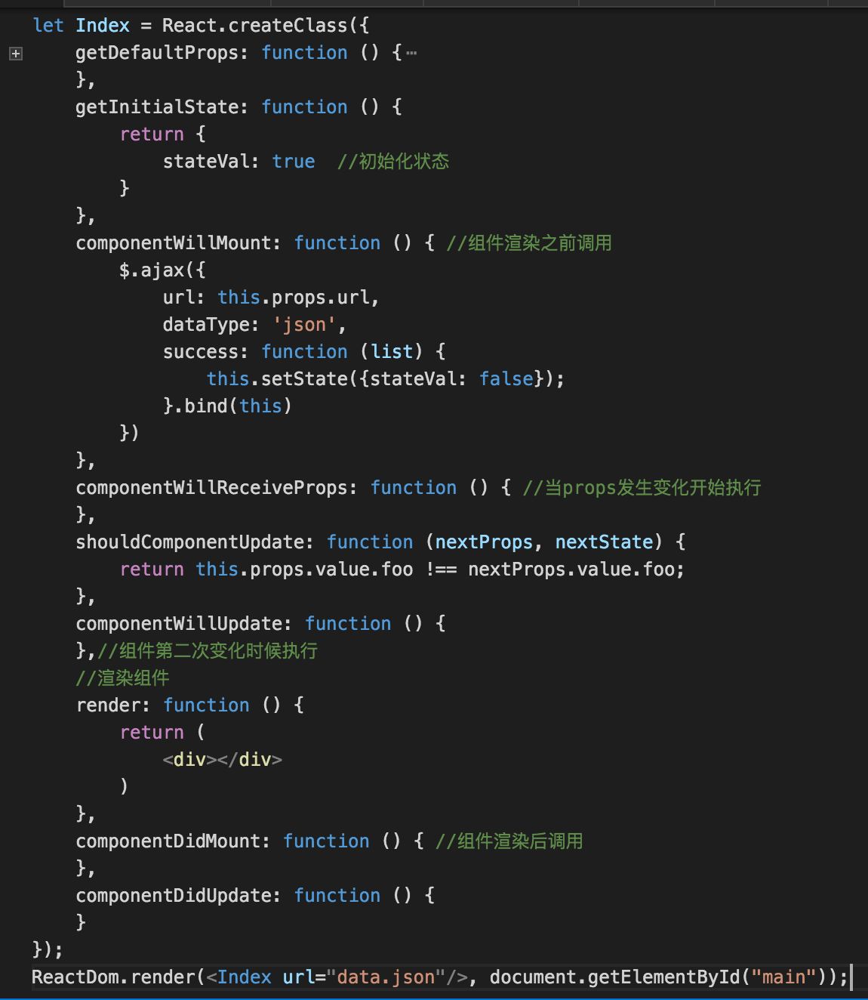 let Index = React.createClass({
    getDefaultProps: function () {⋯
    },
    getInitialState: function () {
        return {
            stateVal: true  //初始化状态
        }
    },
    componentWillMount: function () { //组件渲染之前调用
        $.ajax({
            url: this.props.url,
            dataType: 'json',
            success: function (list) {
                this.setState({stateVal: false});
            }.bind(this)
        })
    },
    componentWillReceiveProps: function () { //当props发生变化开始执行
    },
    shouldComponentUpdate: function (nextProps, nextState) {
        return this.props.value.foo !== nextProps.value.foo;
    },
    componentWillUpdate: function () {
    },//组件第二次变化时候执行
    //渲染组件
    render: function () {
        return (
            <div></div>
        )
    },
    componentDidMount: function () { //组件渲染后调用
    },
    componentDidUpdate: function () {
    }
});
ReactDom.render(<Index url="data.json"/>, document.getElementById("main"));